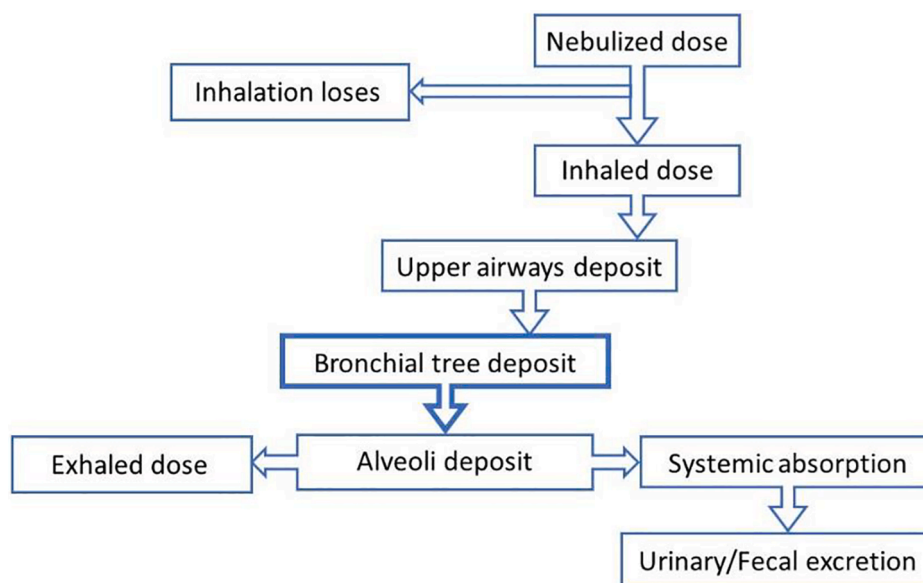 Nebulized dose
Inhalation loses
Inhaled dose
Upper airways deposit
Bronchial tree deposit
Exhaled dose
Alveoli deposit
Systemic absorption
Urinary/Fecal excretion